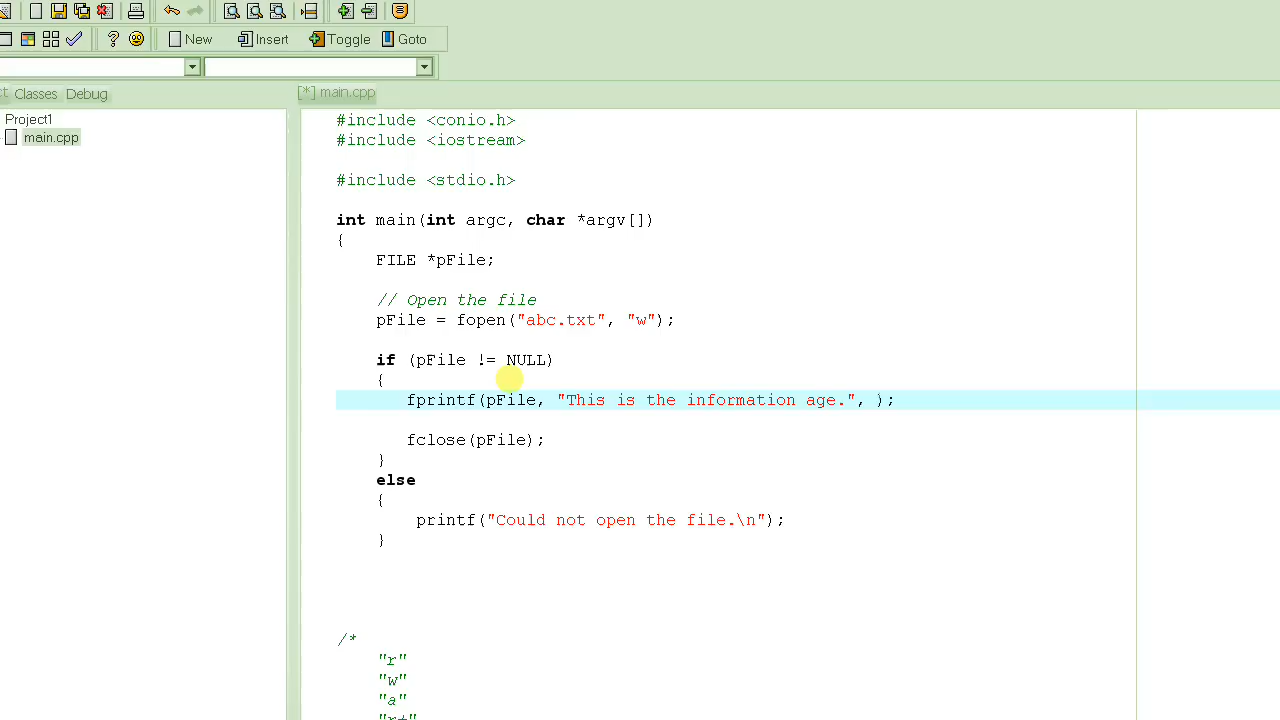 New Insert Toggle Goto
Classes Debug
[*] main.cpp
Project1
main.cpp
#include <conio.h>
#include <iostream>
#include <stdio.h>
int main(int argc, char *argv[])
{
FILE *pFile;
// Open the file
pFile = fopen("abc.txt", "w");
if (pFile != NULL)
{
fprintf(pFile, "This is the information age.", );
fclose(pFile);
}
else
{
printf("Could not open the file.\n");
}
/*
"r"
"w"
"a"
"r+"